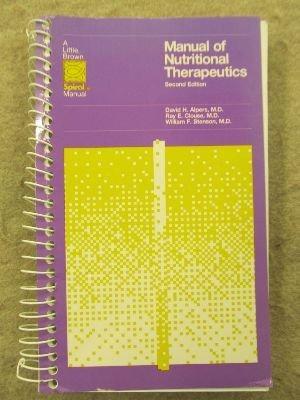 A
Little,
Brown
Spiral
Manual
Manual of
Nutritional
Therapeutics
Second Edition
David H. Alpers, M.D.
Ray E. Clouse, M.D.
William F. Stenson, M.D.